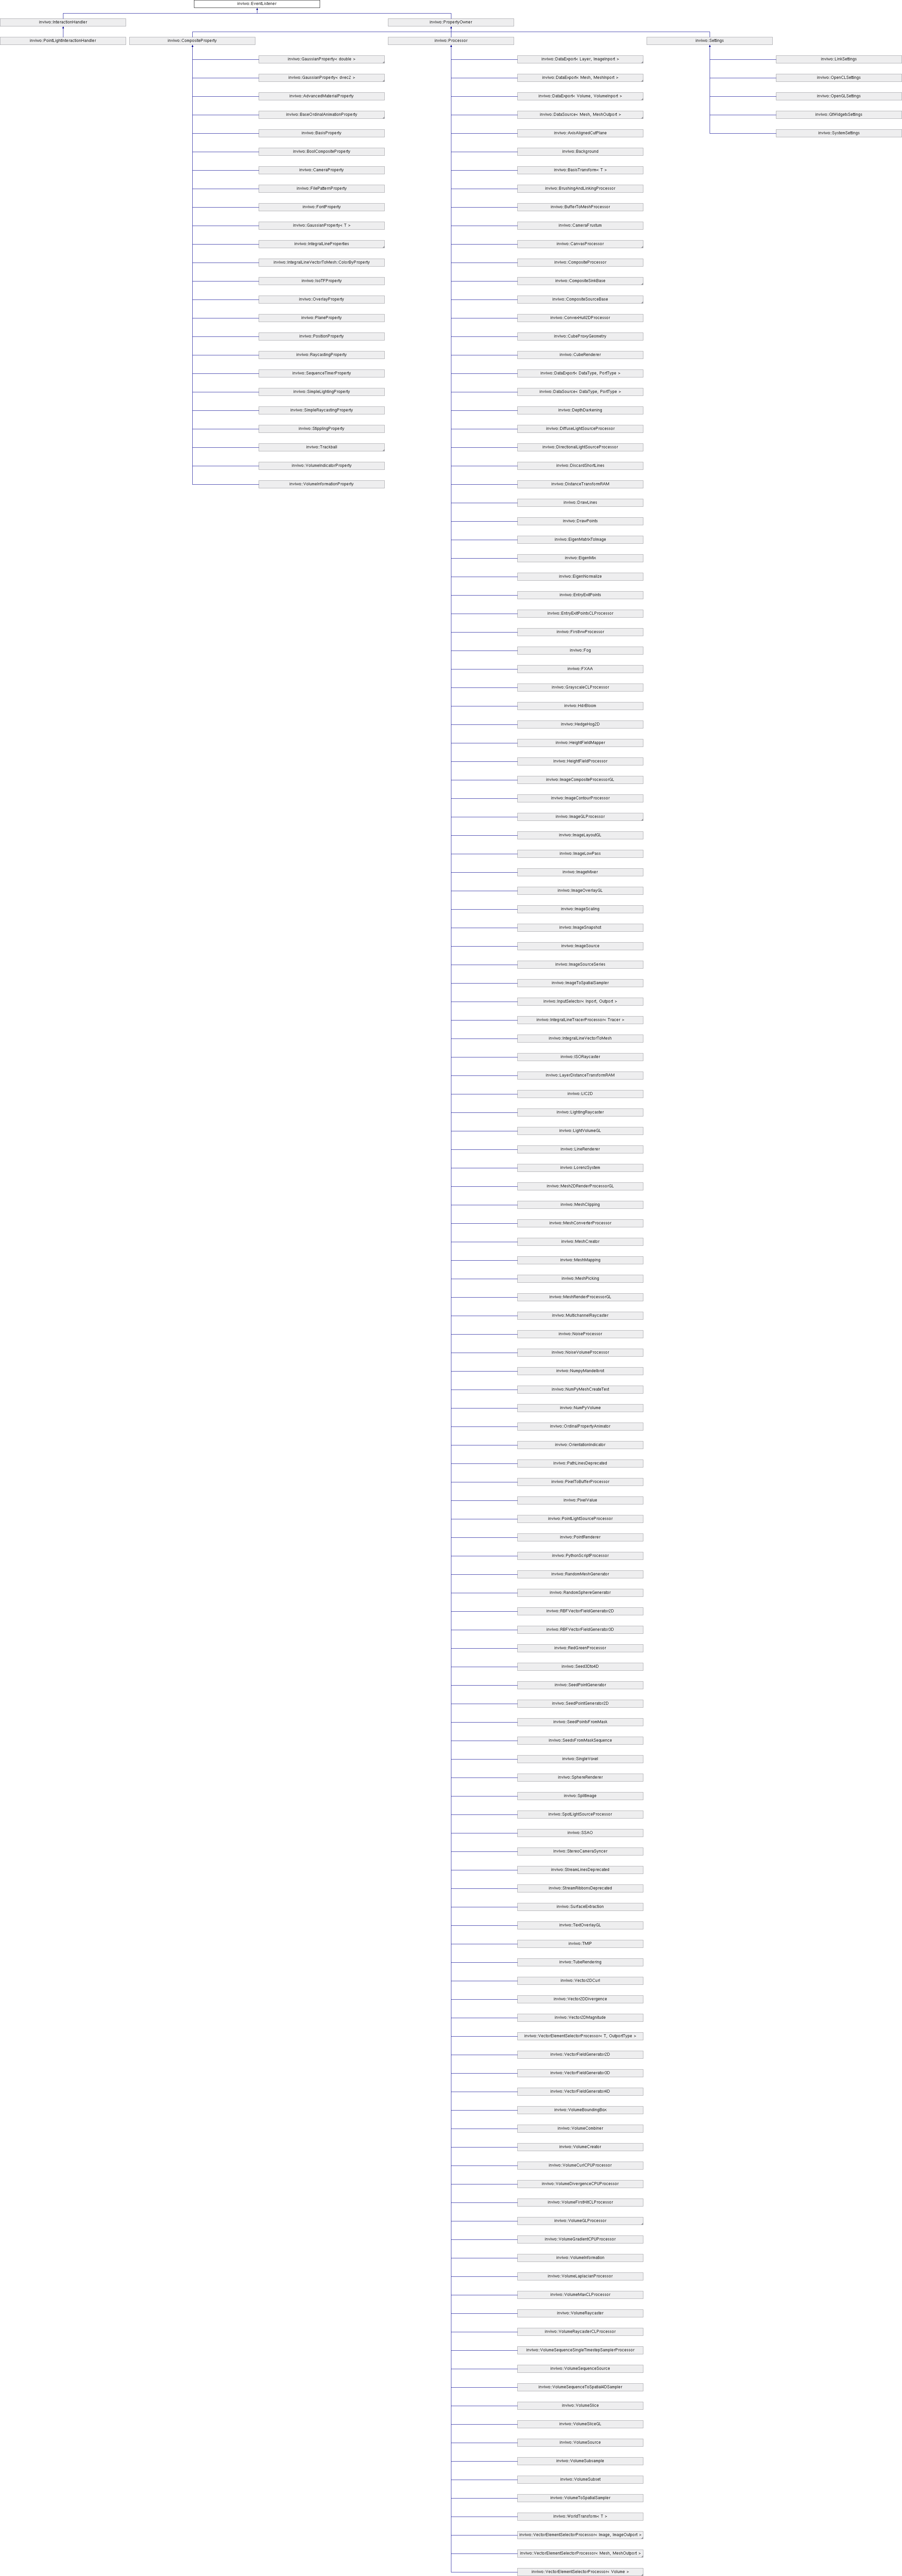 inviwo::EventListener
inviwo::InteractionHandler
inviwo::PropertyOwner
inviwo::PointLightInteractionHandler
inviwo::CompositeProperty
inviwo::Processor
inviwo::Settings
inviwo::GaussianProperty< double >
inviwo::GaussianProperty< dvec2 >
inviwo::AdvancedMaterialProperty
inviwo::BaseOrdinalAnimationProperty
inviwo::BasisProperty
inviwo::BoolCompositeProperty
inviwo::CameraProperty
inviwo::FilePatternProperty
inviwo::FontProperty
inviwo::GaussianProperty< T >
inviwo::IntegralLineProperties
inviwo::IntegralLineVectorToMesh::ColorByProperty
inviwo::IsoTFProperty
inviwo::OverlayProperty
inviwo::PlaneProperty
inviwo::PositionProperty
inviwo::RaycastingProperty
inviwo::SequenceTimerProperty
inviwo::SimpleLightingProperty
inviwo::SimpleRaycastingProperty
inviwo::StipplingProperty
inviwo::Trackball
inviwo::VolumeIndicatorProperty
inviwo::VolumeInformationProperty
inviwo::DataExport< Layer, ImageInport >
inviwo::DataExport< Mesh, MeshInport >
inviwo::DataExport< Volume, VolumeInport >
inviwo::DataSource< Mesh, MeshOutport >
inviwo::AxisAlignedCutPlane
inviwo::Background
inviwo::BasisTransform< T >
inviwo::BrushingAndLinkingProcessor
inviwo::BufferToMeshProcessor
inviwo::CameraFrustum
inviwo::CanvasProcessor
inviwo::CompositeProcessor
inviwo::CompositeSinkBase
inviwo::CompositeSourceBase
inviwo::ConvexHull2DProcessor
inviwo::CubeProxyGeometry
inviwo::CubeRenderer
inviwo::DataExport< DataType, PortType >
inviwo::DataSource< DataType, PortType >
inviwo::DepthDarkening
inviwo::DiffuseLightSourceProcessor
inviwo::DirectionalLightSourceProcessor
inviwo::DiscardShortLines
inviwo::DistanceTransformRAM
inviwo::DrawLines
inviwo::DrawPoints
inviwo::EigenMatrixToImage
inviwo::EigenMix
inviwo::EigenNormalize
inviwo::EntryExitPoints
inviwo::EntryExitPointsCLProcessor
inviwo::FirstIvwProcessor
inviwo::Fog
inviwo::FXAA
inviwo::GrayscaleCLProcessor
inviwo::HdrBloom
inviwo::HedgeHog2D
inviwo::HeightFieldMapper
inviwo::HeightFieldProcessor
inviwo::ImageCompositeProcessorGL
inviwo::ImageContourProcessor
inviwo::ImageGLProcessor
inviwo::ImageLayoutGL
inviwo::ImageLowPass
inviwo::ImageMixer
inviwo::ImageOverlayGL
inviwo::ImageScaling
inviwo::ImageSnapshot
inviwo::ImageSource
inviwo::ImageSourceSeries
inviwo::ImageToSpatialSampler
inviwo::InputSelector< Inport, Outport >
inviwo::IntegralLineTracerProcessor< Tracer >
inviwo::IntegralLineVectorToMesh
inviwo::ISORaycaster
inviwo::LayerDistanceTransformRAM
inviwo::LIC2D
inviwo::LightingRaycaster
inviwo::LightVolumeGL
inviwo::LineRenderer
inviwo::LorenzSystem
inviwo::Mesh2DRenderProcessorGL
inviwo::MeshClipping
inviwo::MeshConverterProcessor
inviwo::MeshCreator
inviwo::MeshMapping
inviwo::MeshPicking
inviwo::MeshRenderProcessorGL
inviwo::MultichannelRaycaster
inviwo::NoiseProcessor
inviwo::NoiseVolumeProcessor
inviwo::NumpyMandelbrot
inviwo::NumPyMeshCreateTest
inviwo::NumPyVolume
inviwo::OrdinalPropertyAnimator
inviwo::OrientationIndicator
inviwo::PathLinesDeprecated
inviwo::PixelToBufferProcessor
inviwo::PixelValue
inviwo::PointLightSourceProcessor
inviwo::PointRenderer
inviwo::PythonScriptProcessor
inviwo::RandomMeshGenerator
inviwo::RandomSphereGenerator
inviwo::RBFVectorFieldGenerator2D
inviwo::RBFVectorFieldGenerator3D
inviwo::RedGreenProcessor
inviwo::Seed3Dto4D
inviwo::SeedPointGenerator
inviwo::SeedPointGenerator2D
inviwo::SeedPointsFromMask
inviwo::SeedsFromMaskSequence
inviwo::SingleVoxel
inviwo::SphereRenderer
inviwo::SplitImage
inviwo::SpotLightSourceProcessor
inviwo::SSAO
inviwo::StereoCameraSyncer
inviwo::StreamLinesDeprecated
inviwo::StreamRibbonsDeprecated
inviwo::SurfaceExtraction
inviwo::TextOverlayGL
inviwo::TMIP
inviwo::TubeRendering
inviwo::Vector2DCurl
inviwo::Vector2DDivergence
inviwo::Vector2DMagnitude
inviwo::VectorElementSelectorProcessor< T, OutportType >
inviwo::VectorFieldGenerator2D
inviwo::VectorFieldGenerator3D
inviwo::VectorFieldGenerator4D
inviwo::VolumeBoundingBox
inviwo::VolumeCombiner
inviwo::VolumeCreator
inviwo::VolumeCurlCPUProcessor
inviwo::VolumeDivergenceCPUProcessor
inviwo::VolumeFirstHitCLProcessor
inviwo::VolumeGLProcessor
inviwo::VolumeGradientCPUProcessor
inviwo::VolumeInformation
inviwo::VolumeLaplacianProcessor
inviwo::VolumeMaxCLProcessor
inviwo::VolumeRaycaster
inviwo::VolumeRaycasterCLProcessor
inviwo::VolumeSequenceSingleTimestepSamplerProcessor
inviwo::VolumeSequenceSource
inviwo::VolumeSequenceToSpatial4DSampler
inviwo::VolumeSlice
inviwo::VolumeSliceGL
inviwo::VolumeSource
inviwo::VolumeSubsample
inviwo::VolumeSubset
inviwo::VolumeToSpatialSampler
inviwo::WorldTransform< T >
inviwo::VectorElementSelectorProcessor< Image, ImageOutport >
inviwo::VectorElementSelectorProcessor< Mesh, MeshOutport >
inviwo::VectorElementSelectorProcessor< Volume >
inviwo::LinkSettings
inviwo::OpenCLSettings
inviwo::OpenGLSettings
inviwo::QtWidgetsSettings
inviwo::SystemSettings